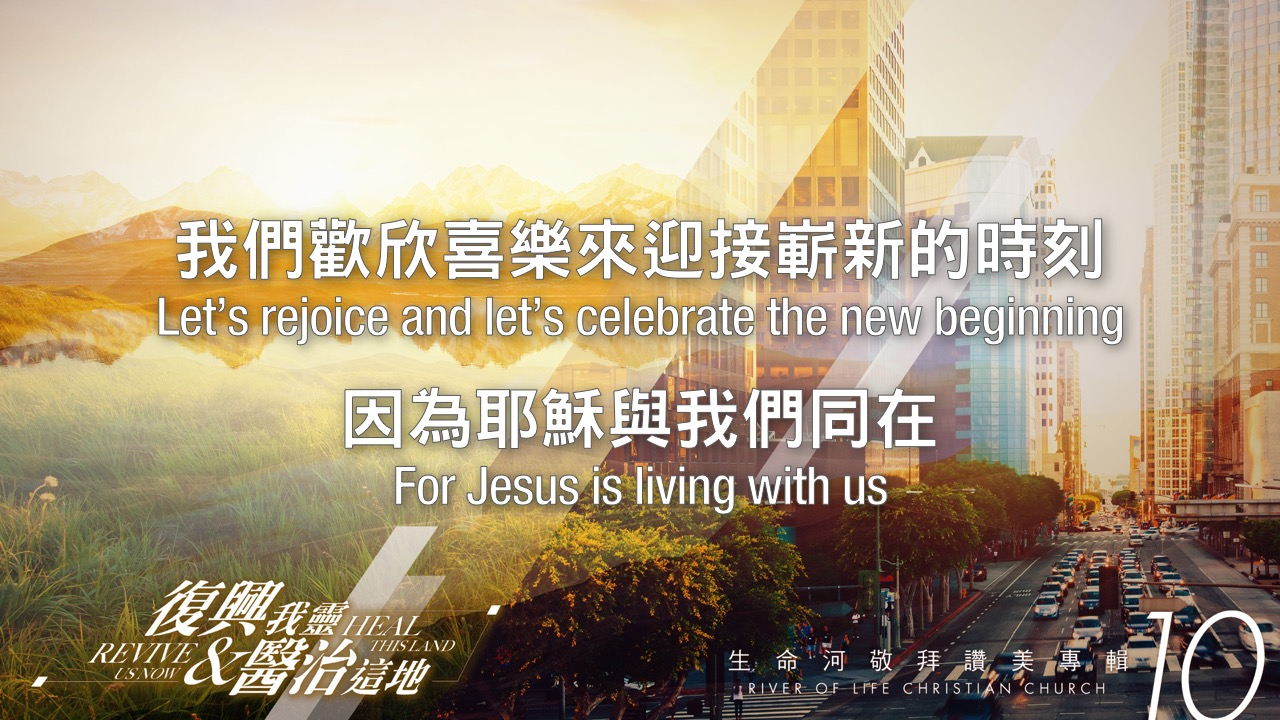 我們歡欣喜樂來迎接嶄新的時刻
Let's rejoice and let's celebrate the new beginning
因為耶穌與我們同在
For Jesus is living with us
復興我靈 HEAL THIS LAND
REVIVE US NOW & 醫治這地
生命河敬拜讚美專輯 10
RIVER OF LIFE CHRISTIAN CHURCH